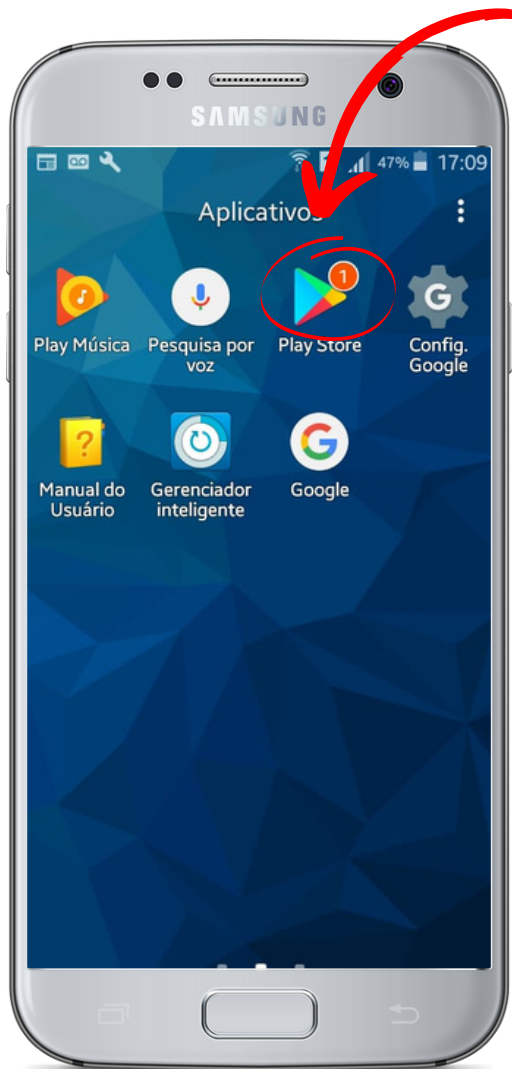 SAMSUNG
47% 17:09
Aplicativos
1
Play Música Pesquisa por voz Play Store Config. Google
G
?
Manual do Usuário Gerenciador inteligente Google
G